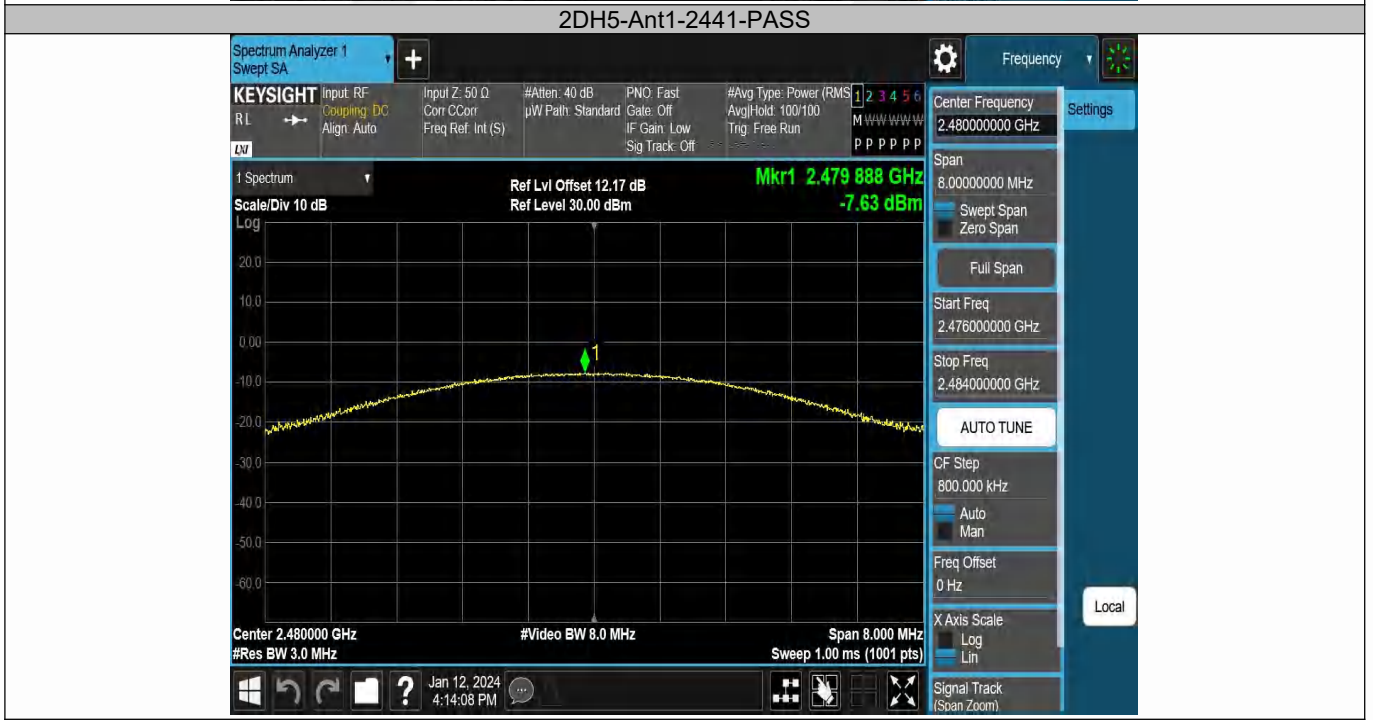 2DH5-Ant1-2441-PASS
Spectrum Analyzer 1
Swept SA
+
Frequency
KEYSIGHT
RL
LXI
Input: RF
Coupling: DC
Align: Auto
Input Z: 50 Ω
Corr CCorr
Freq Ref: Int (S)
#Atten: 40 dB
µW Path: Standard
PNO: Fast
Gate: Off
IF Gain: Low
Sig Track: Off
#Avg Type: Power (RMS
Avg|Hold: 100/100
Trig: Free Run
1 2 3 4 5 6
M W W W W W
P P P P P P
1 Spectrum
Scale/Div 10 dB
Log
Ref Lvl Offset 12.17 dB
Ref Level 30.00 dBm
Mkr1 2.479 888 GHz
-7.63 dBm
20.0
10.0
0.00
-10.0
-20.0
-30.0
-40.0
-50.0
-60.0
1
Center 2.480000 GHz
#Res BW 3.0 MHz
#Video BW 8.0 MHz
Span 8.000 MHz
Sweep 1.00 ms (1001 pts)
?
Jan 12, 2024
4:14:08 PM
Center Frequency
2.480000000 GHz
Settings
Span
8.00000000 MHz
Swept Span
Zero Span
Full Span
Start Freq
2.476000000 GHz
Stop Freq
2.484000000 GHz
AUTO TUNE
CF Step
800.000 kHz
Auto
Man
Freq Offset
0 Hz
X Axis Scale
Log
Lin
Local
Signal Track
(Span Zoom)